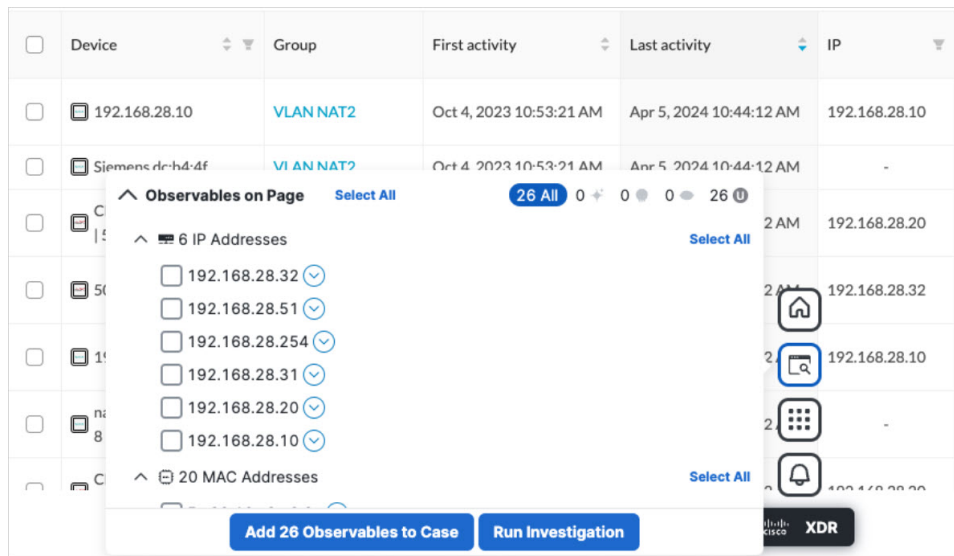 Device Group First activity Last activity IP
192.168.28.10 VLAN NAT2 Oct 4, 2023 10:53:21 AM Apr 5, 2024 10:44:12 AM 192.168.28.10
Siemens dc:b4:4f VLAN NAT2 Oct 4, 2023 10:53:21 AM Apr 5, 2024 10:44:12 AM -
Observables on Page Select All 26 All 0 0 0 26 U
2 AM 192.168.28.20
6 IP Addresses Select All
192.168.28.32
192.168.28.32
192.168.28.51
192.168.28.254
192.168.28.10
192.168.28.31
192.168.28.20
-
192.168.28.10
20 MAC Addresses Select All
Add 26 Observables to Case Run Investigation
cisco XDR